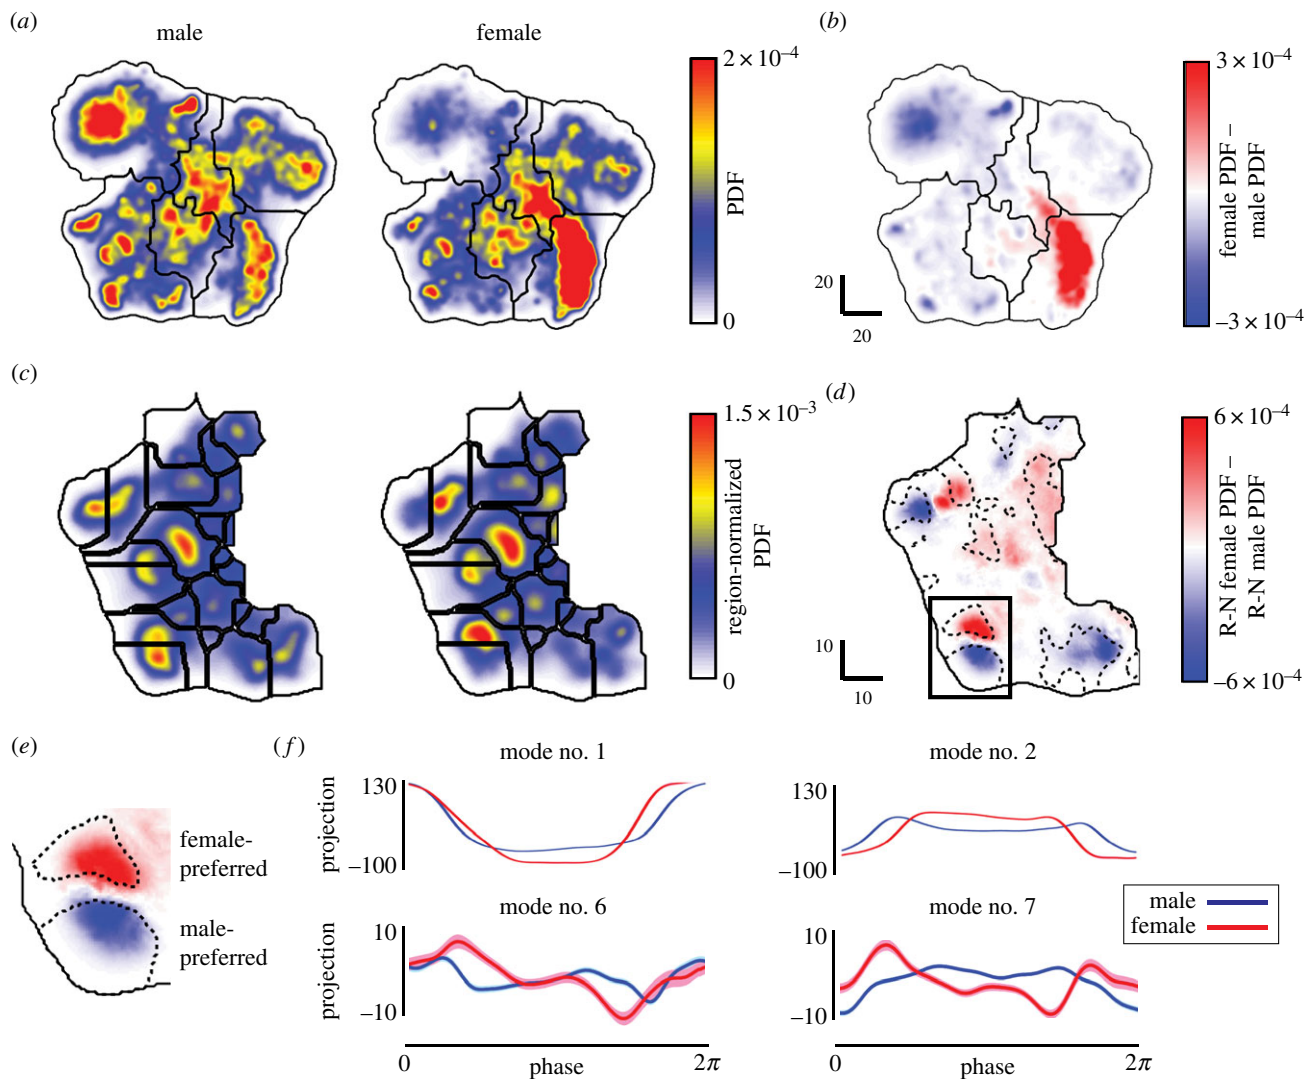 (a)
male
female
2 × 10⁻⁴
PDF
0
(b)
3 × 10⁻⁴
female PDF –
male PDF
–3 × 10⁻⁴
20
20
(c)
1.5 × 10⁻³
region-normalized
PDF
0
(d)
6 × 10⁻⁴
R-N female PDF –
R-N male PDF
–6 × 10⁻⁴
10
10
(e)
female-
preferred
male-
preferred
(f)
mode no. 1
130
projection
–100
mode no. 2
130
–100
mode no. 6
10
projection
–10
0
phase
2π
mode no. 7
10
–10
0
phase
2π
male
female